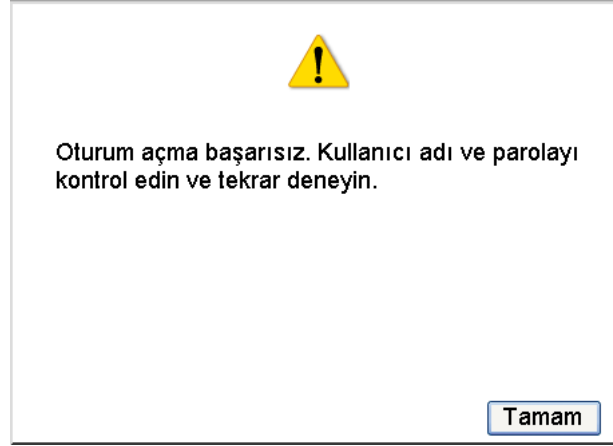 Oturum açma başarısız. Kullanıcı adı ve parolayı
kontrol edin ve tekrar deneyin.
Tamam